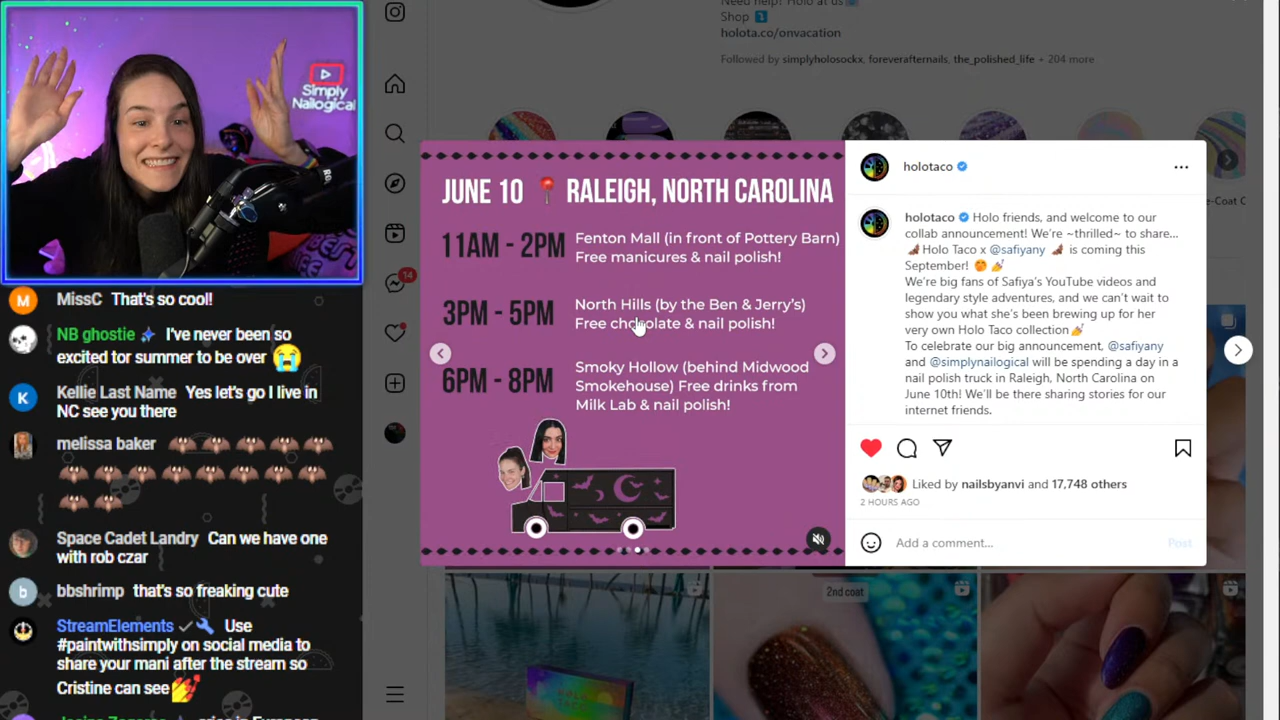 Simply
Nailogical
MissC That's so cool!
NB ghostie I've never been so
excited tor summer to be over
Kellie Last Name Yes let's go I live in
NC see you there
melissa baker
Space Cadet Landry Can we have one
with rob czar
bbshrimp that's so freaking cute
StreamElements Use
#paintwithsimply on social media to
share your mani after the stream so
Cristine can see
14
Need help? Holo at us
Shop
holota.co/onvacation
Followed by simplyholosockx, foreverafternails, the_polished_life + 204 more
JUNE 10 RALEIGH, NORTH CAROLINA
11AM - 2PM Fenton Mall (in front of Pottery Barn)
Free manicures & nail polish!
3PM - 5PM North Hills (by the Ben & Jerry's)
Free chocolate & nail polish!
6PM - 8PM Smoky Hollow (behind Midwood
Smokehouse) Free drinks from
Milk Lab & nail polish!
holotaco
holotaco Holo friends, and welcome to our
collab announcement! We're ~thrilled~ to share...
Holo Taco x @safiyany is coming this
September!
We're big fans of Safiya's YouTube videos and
legendary style adventures, and we can't wait to
show you what she's been brewing up for her
very own Holo Taco collection
To celebrate our big announcement, @safiyany
and @simplynailogical will be spending a day in a
nail polish truck in Raleigh, North Carolina on
June 10th! We'll be there sharing stories for our
internet friends.
Liked by nailsbyanvi and 17,748 others
2 HOURS AGO
Add a comment...
Post
2nd coat